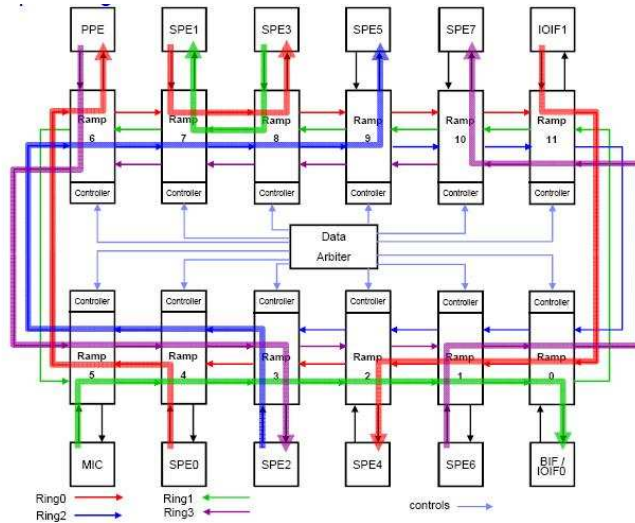 PPE SPE1 SPE3 SPE5 SPE7 IOIF1
Ramp Ramp Ramp Ramp Ramp Ramp
6 7 8 9 10 11
Controller Controller Controller Controller Controller Controller
Data
Arbiter
Controller Controller Controller Controller Controller Controller
Ramp Ramp Ramp Ramp Ramp Ramp
5 4 3 2 1 0
MIC SPE0 SPE2 SPE4 SPE6 BIF /
IOIF0
Ring0 Ring1
Ring2 Ring3 controls